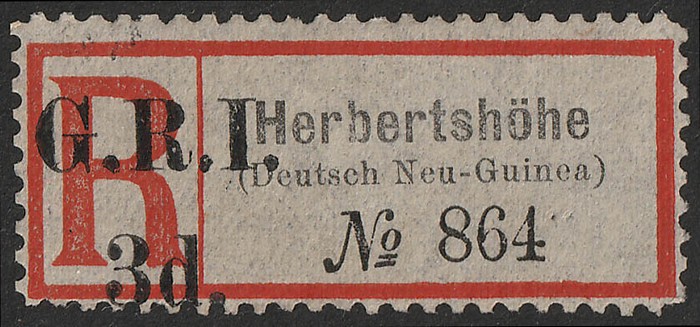 R
G.R.I.
3d.
Herbertshöhe
(Deutsch Neu-Guinea)
№ 864